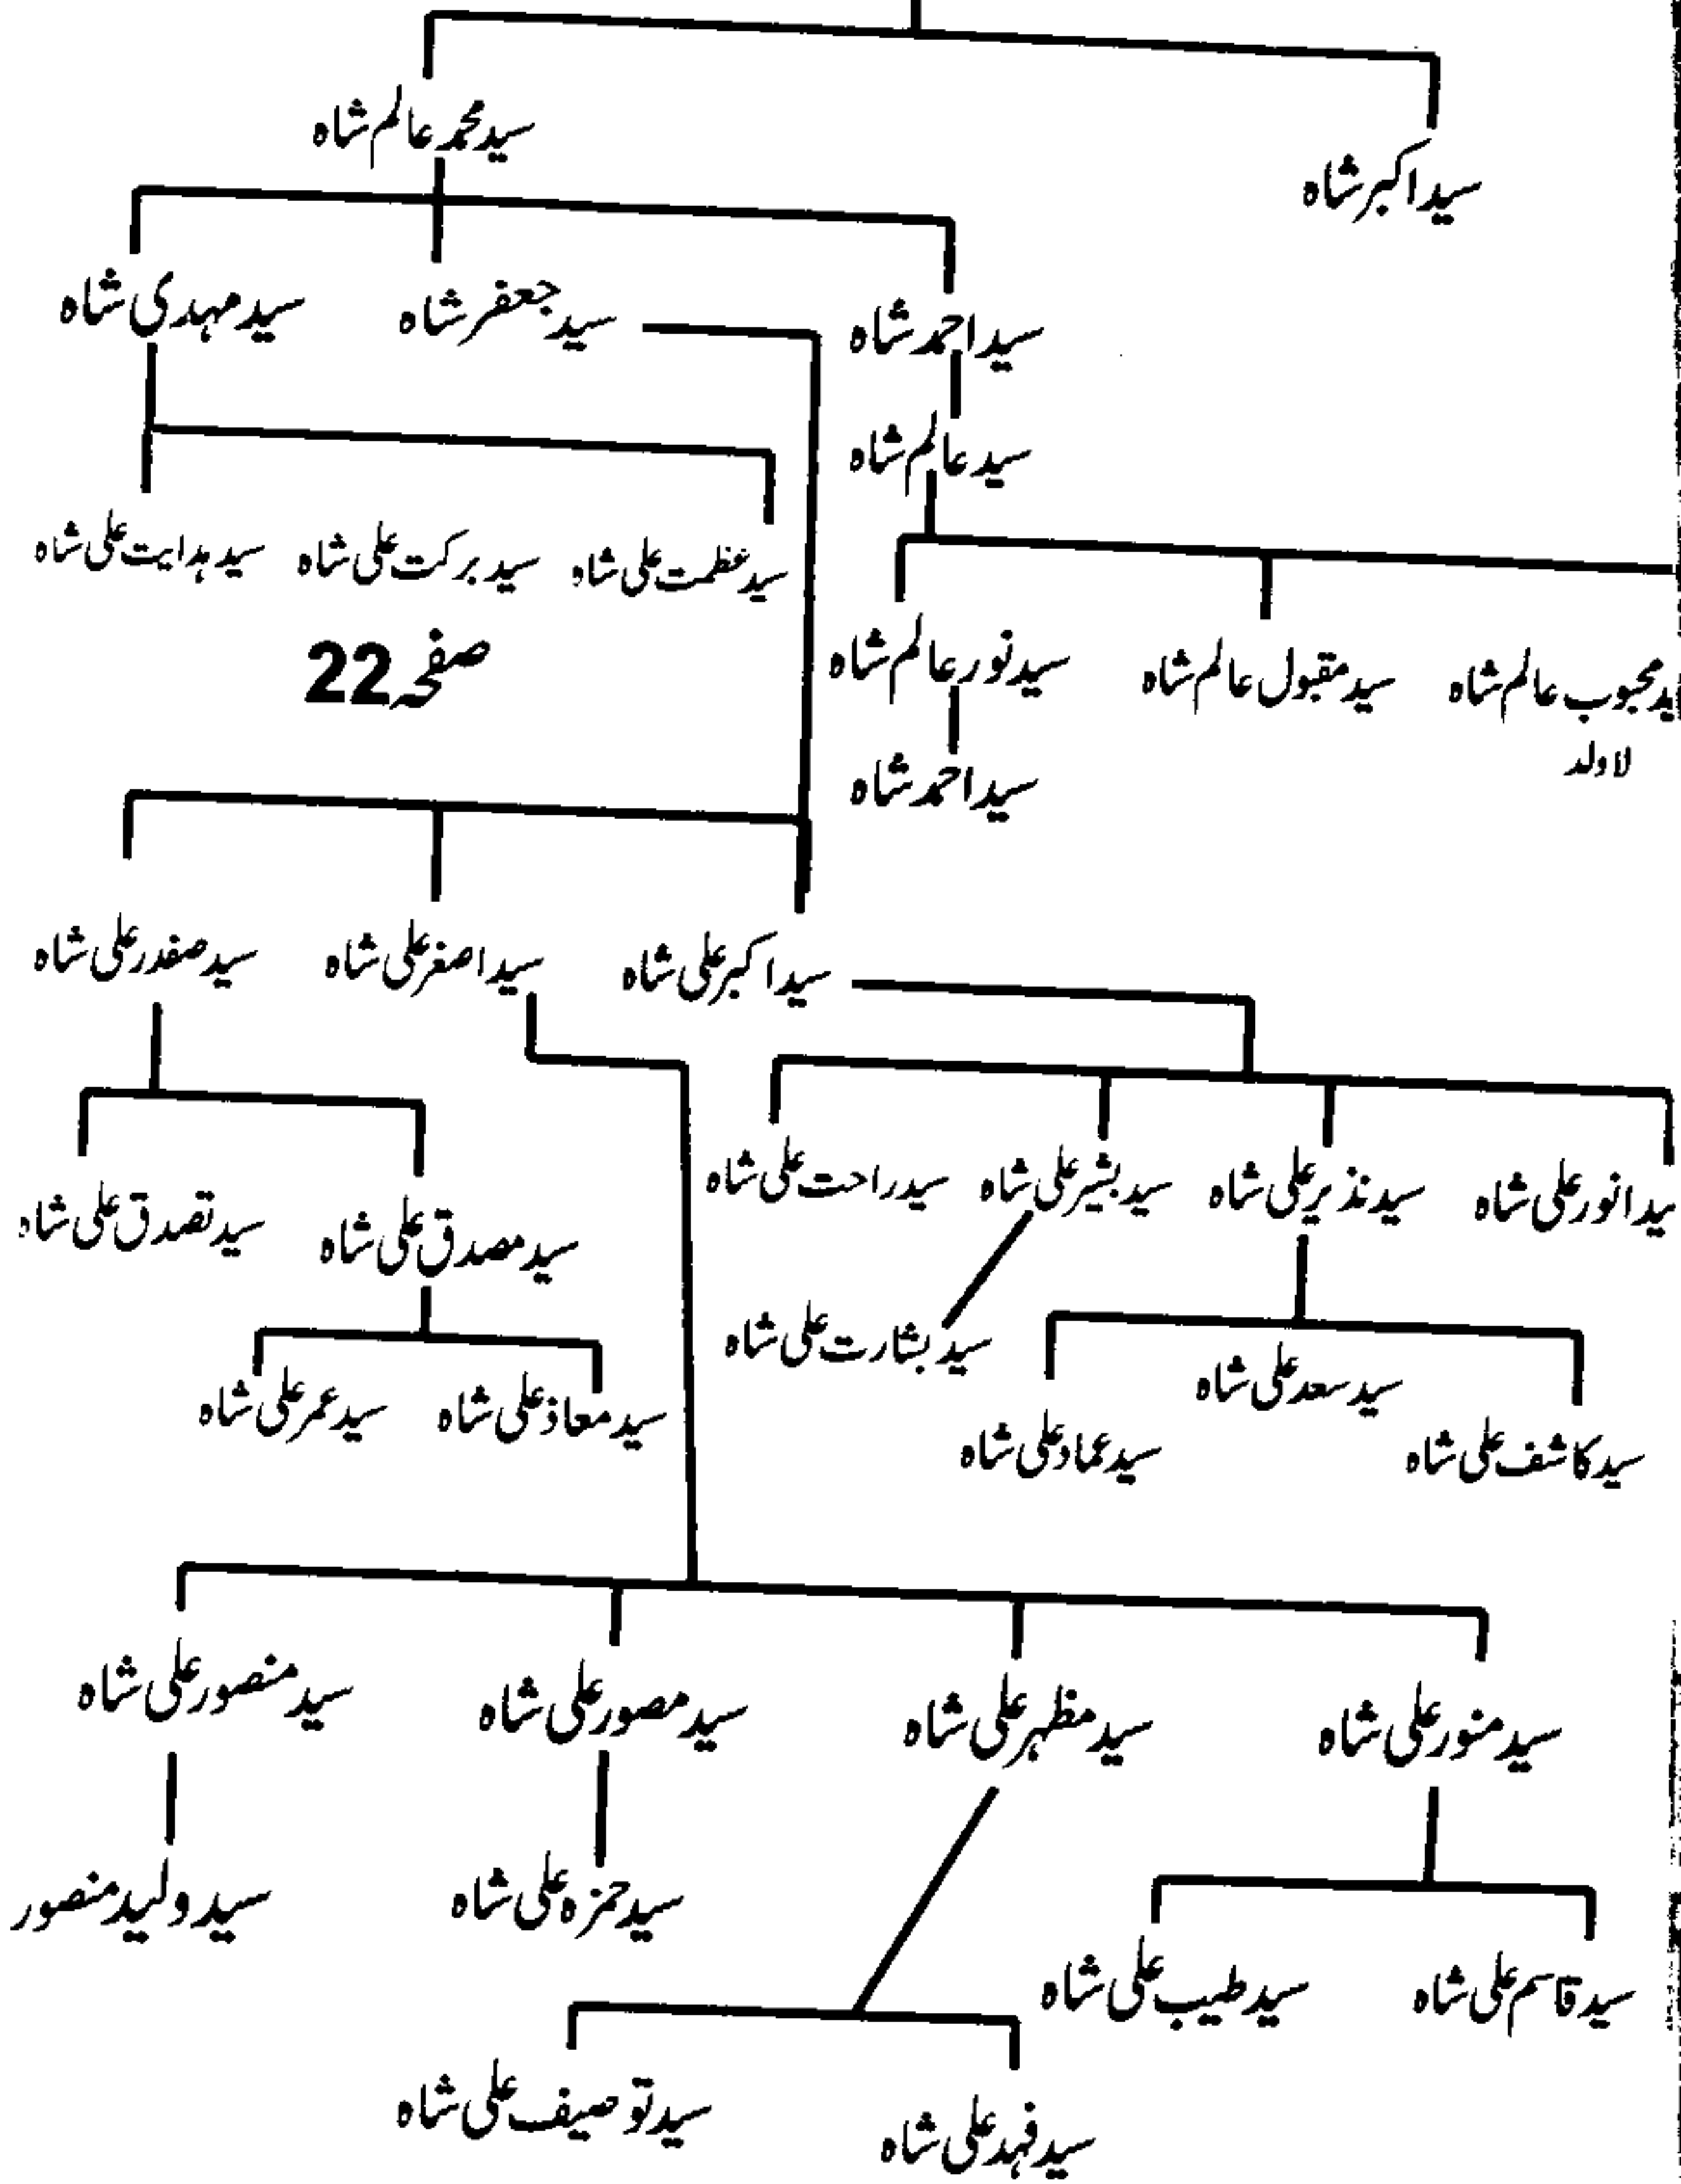 سید اکبر شاہ
سید محمد عالم شاہ
سید احمد شاہ
سید جعفر شاہ
سید مہدی شاہ
سید عالم شاہ
سید عظمت علی شاہ
سید برکت علی شاہ
سید ہدایت علی شاہ
صفحہ 22
محبوب عالم شاہ
لاولد
سید مقبول عالم شاہ
سید نور عالم شاہ
سید احمد شاہ
سید اکبر علی شاہ
سید اصغر علی شاہ
سید صفدر علی شاہ
سید انور علی شاہ
سید نذیر علی شاہ
سید بشیر علی شاہ
سید راحت علی شاہ
سید مصدق علی شاہ
سید تصدق علی شاہ
سید بشارت علی شاہ
سید کاشف علی شاہ
سید سعد علی شاہ
سید عماد علی شاہ
سید معاذ علی شاہ
سید عمر علی شاہ
سید منور علی شاہ
سید مظہر علی شاہ
سید مصور علی شاہ
سید منصور علی شاہ
سید قاسم علی شاہ
سید طیب علی شاہ
سید حمزہ علی شاہ
سید ولید منصور
سید فہد علی شاہ
سید توصیف علی شاہ